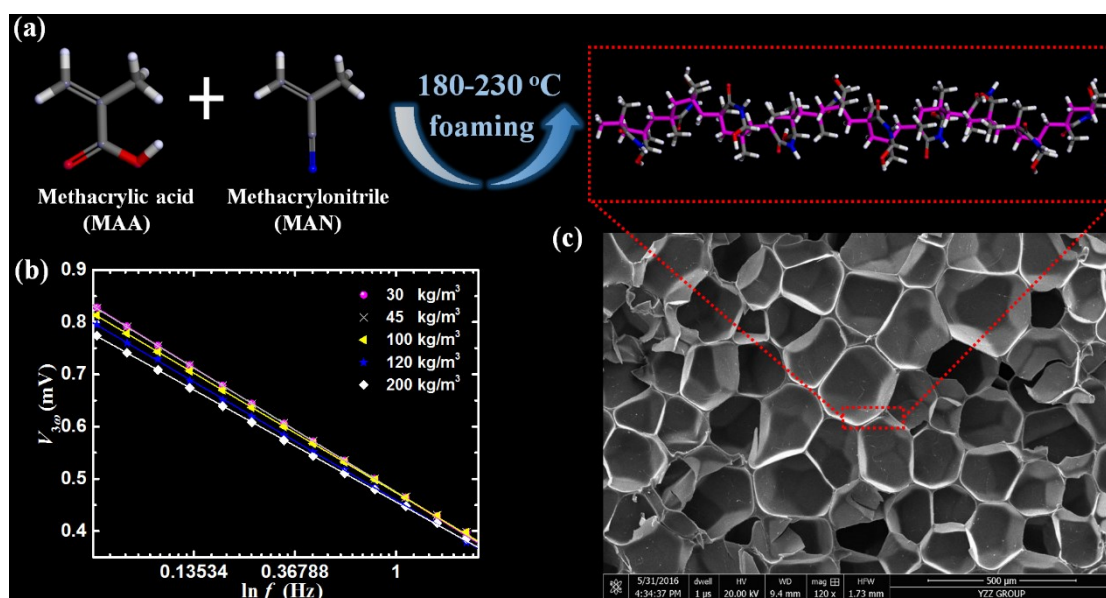 (a)
180-230 °C
foaming
Methacrylic acid
(MAA)
Methacrylonitrile
(MAN)
(b)
0.9
0.8
0.7
0.6
0.5
0.4
V3ω (mV)
30 kg/m³
45 kg/m³
100 kg/m³
120 kg/m³
200 kg/m³
0.13534 0.36788 1
ln f (Hz)
(c)
5/31/2016
4:34:37 PM
dwell
1 µs
HV
20.00 kV
WD
9.4 mm
mag
120 x
HFW
1.73 mm
500 µm
YZZ GROUP